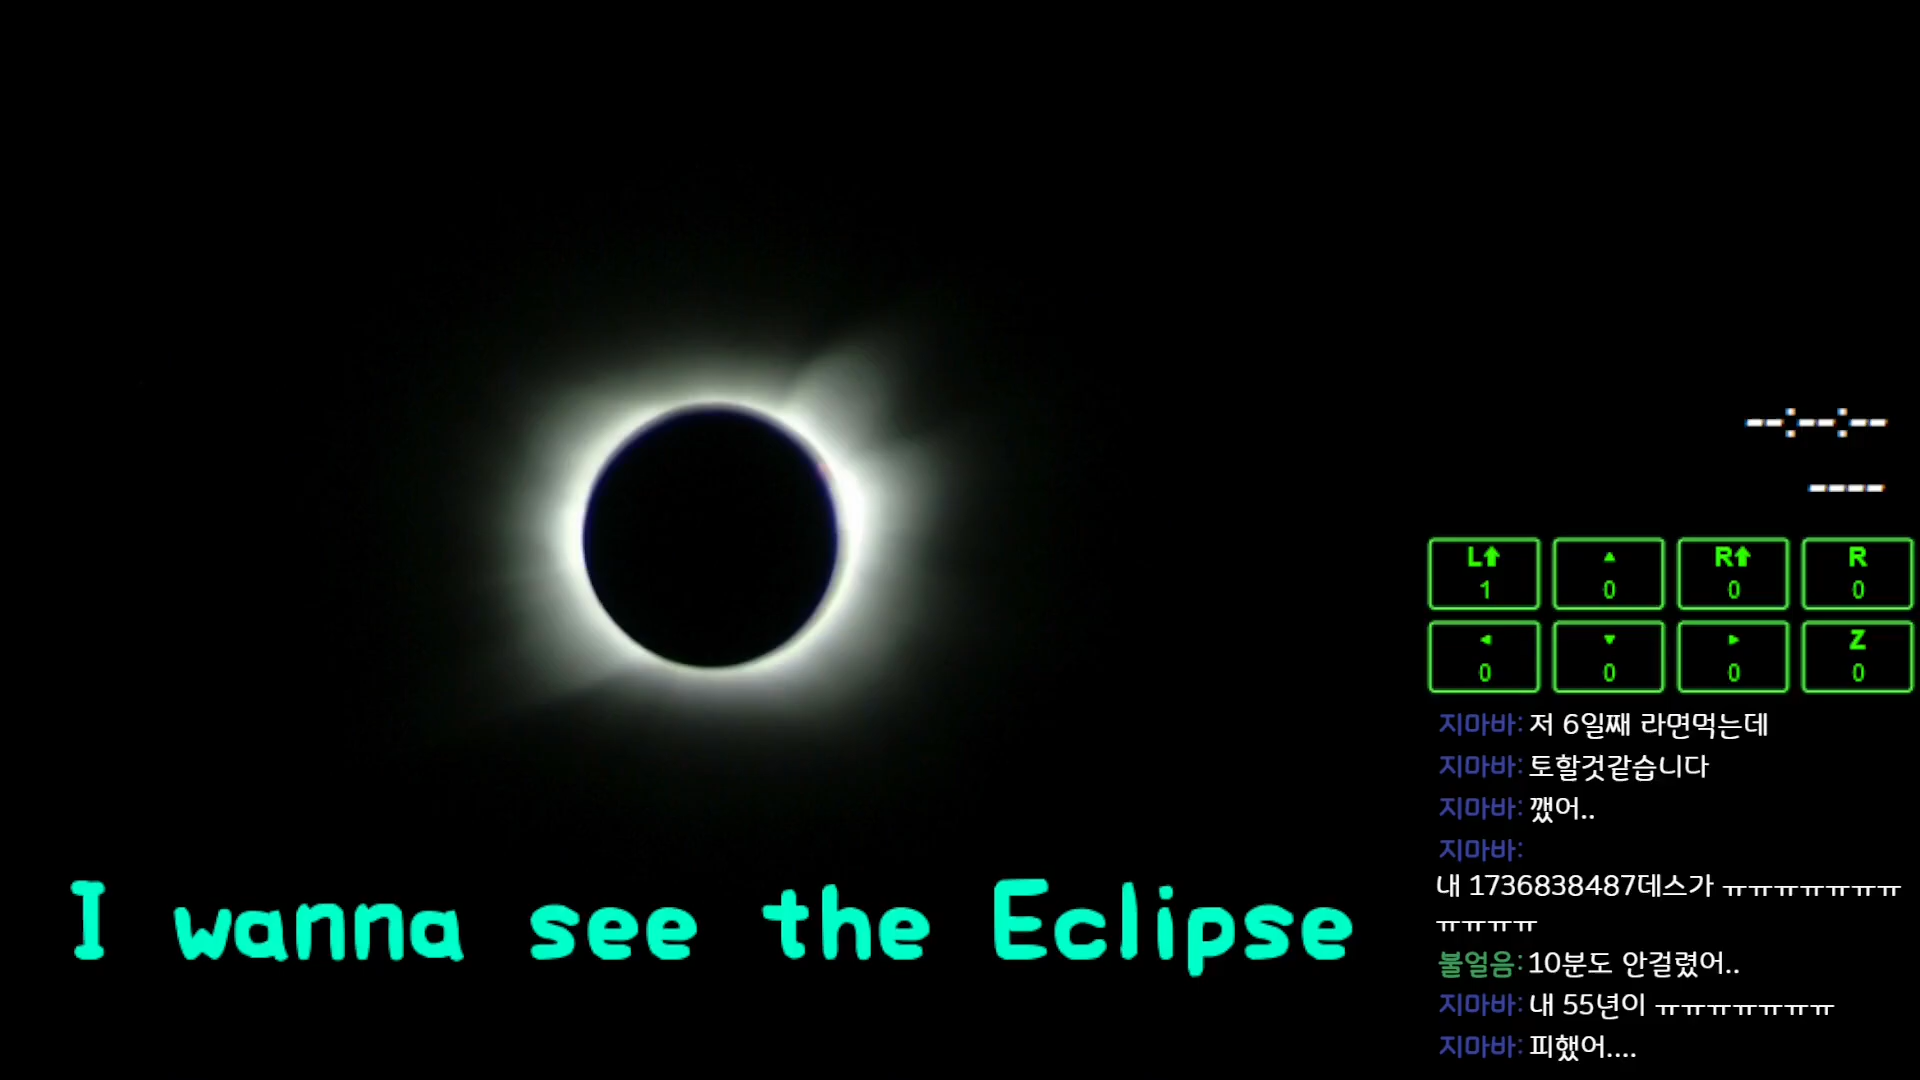 I wanna see the Eclipse
--:--:--
----
L⬆ ▲ R⬆ R
1 0 0 0
◄ ▼ ► Z
0 0 0 0
지마바: 저 6일째 라면먹는데
지마바: 토할것같습니다
지마바: 깼어..
지마바:
내 1736838487데스가 ㅠㅠㅠㅠㅠㅠㅠ
ㅠㅠㅠㅠ
불얼음: 10분도 안걸렸어..
지마바: 내 55년이 ㅠㅠㅠㅠㅠㅠㅠ
지마바: 피했어....